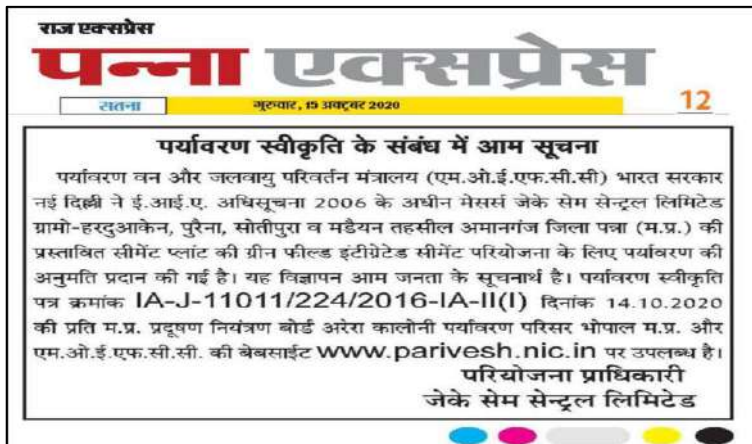 राज एक्सप्रेस
पन्ना एक्सप्रेस
सतना
गुरुवार, 15 अक्टूबर 2020
12
पर्यावरण स्वीकृति के संबंध में आम सूचना
पर्यावरण वन और जलवायु परिवर्तन मंत्रालय (एम.ओ.ई.एफ.सी.सी) भारत सरकार
नई दिल्ली ने ई.आई.ए. अधिसूचना 2006 के अधीन मेसर्स जेके सेम सेन्ट्रल लिमिटेड
ग्रामो-हरदुआकेन, पुरैना, सोतीपुरा व मडैयन तहसील अमानगंज जिला पन्ना (म.प्र.) की
प्रस्तावित सीमेंट प्लांट की ग्रीन फील्ड इंटीग्रेटेड सीमेंट परियोजना के लिए पर्यावरण की
अनुमति प्रदान की गई है। यह विज्ञापन आम जनता के सूचनार्थ है। पर्यावरण स्वीकृति
पत्र क्रमांक IA-J-11011/224/2016-IA-II(I) दिनांक 14.10.2020
की प्रति म.प्र. प्रदूषण नियंत्रण बोर्ड अरेरा कालोनी पर्यावरण परिसर भोपाल म.प्र. और
एम.ओ.ई.एफ.सी.सी. की बेबसाईट www.parivesh.nic.in पर उपलब्ध है।
परियोजना प्राधिकारी
जेके सेम सेन्ट्रल लिमिटेड